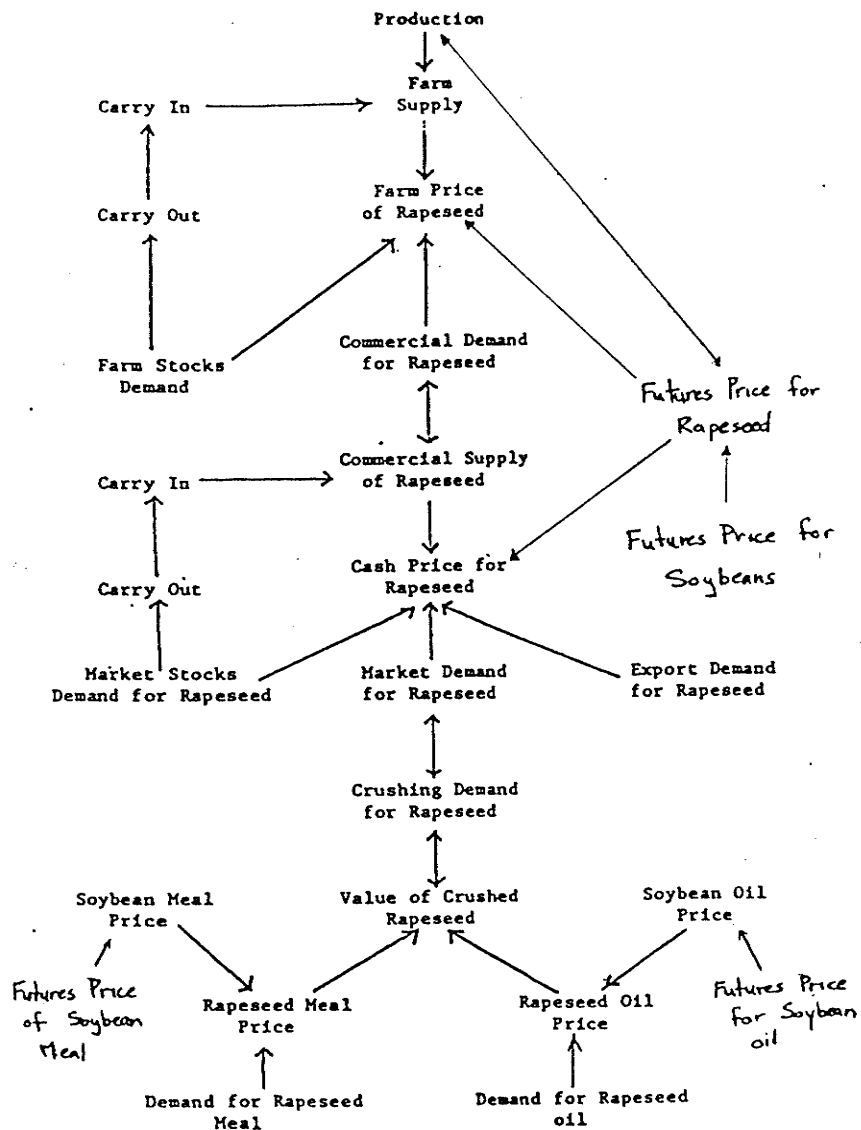 Production
Farm
Supply
Carry In
Farm Price
of Rapeseed
Carry Out
Commercial Demand
for Rapeseed
Farm Stocks
Demand
Futures Price for
Rapeseed
Commercial Supply
of Rapeseed
Carry In
Futures Price for
Soybeans
Cash Price for
Rapeseed
Carry Out
Market Stocks
Demand for Rapeseed
Market Demand
for Rapeseed
Export Demand
for Rapeseed
Crushing Demand
for Rapeseed
Value of Crushed
Rapeseed
Soybean Meal
Price
Soybean Oil
Price
Futures Price
of Soybean
Meal
Rapeseed Meal
Price
Rapeseed Oil
Price
Futures Price
for Soybean
oil
Demand for Rapeseed
Meal
Demand for Rapeseed
oil